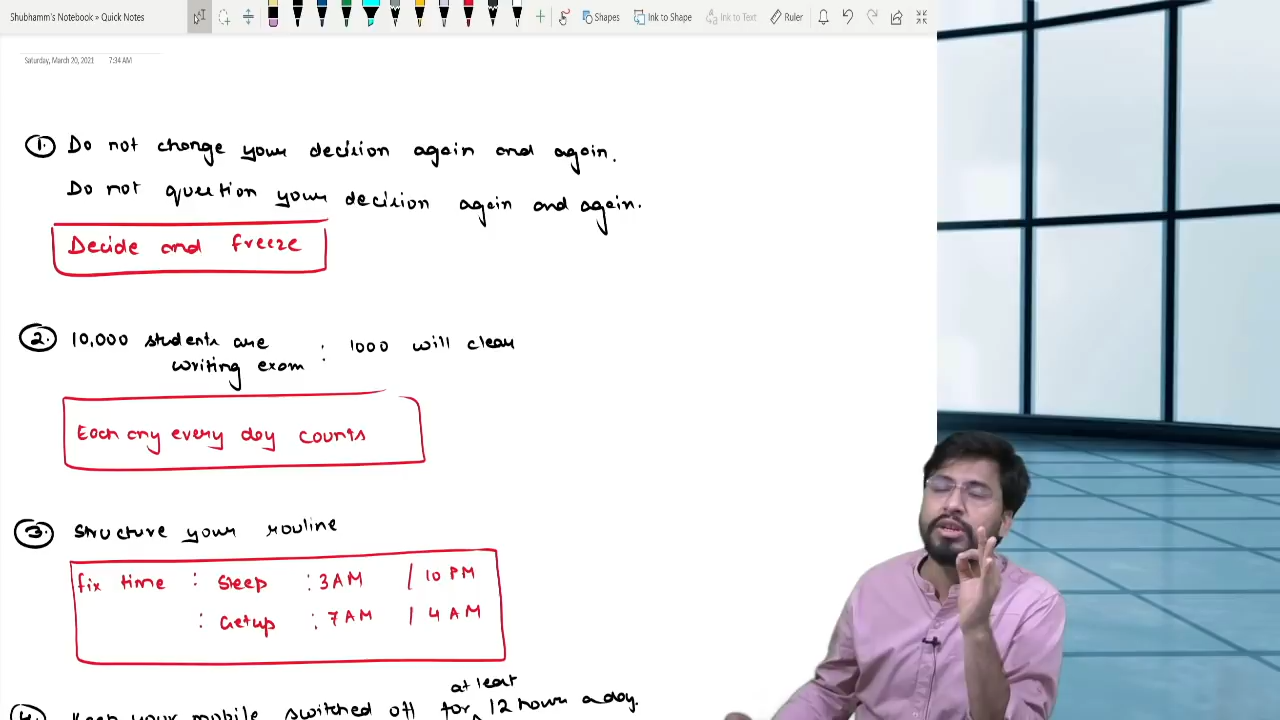 Shubhamm's Notebook » Quick Notes
Shapes
Ink to Shape
Ink to Text
Ruler
Saturday, March 20, 2021 7:34 AM
1. Do not change your decision again and again.
Do not question your decision again and again.
Decide and freeze
2. 10,000 students are
writing exam : 1000 will clear
Each any every day counts
3. Structure your routine
fix time : Sleep : 3 AM / 10 PM
: Getup : 7 AM / 4 AM
at least
4. Keep your mobile switched off for 12 hours a day.